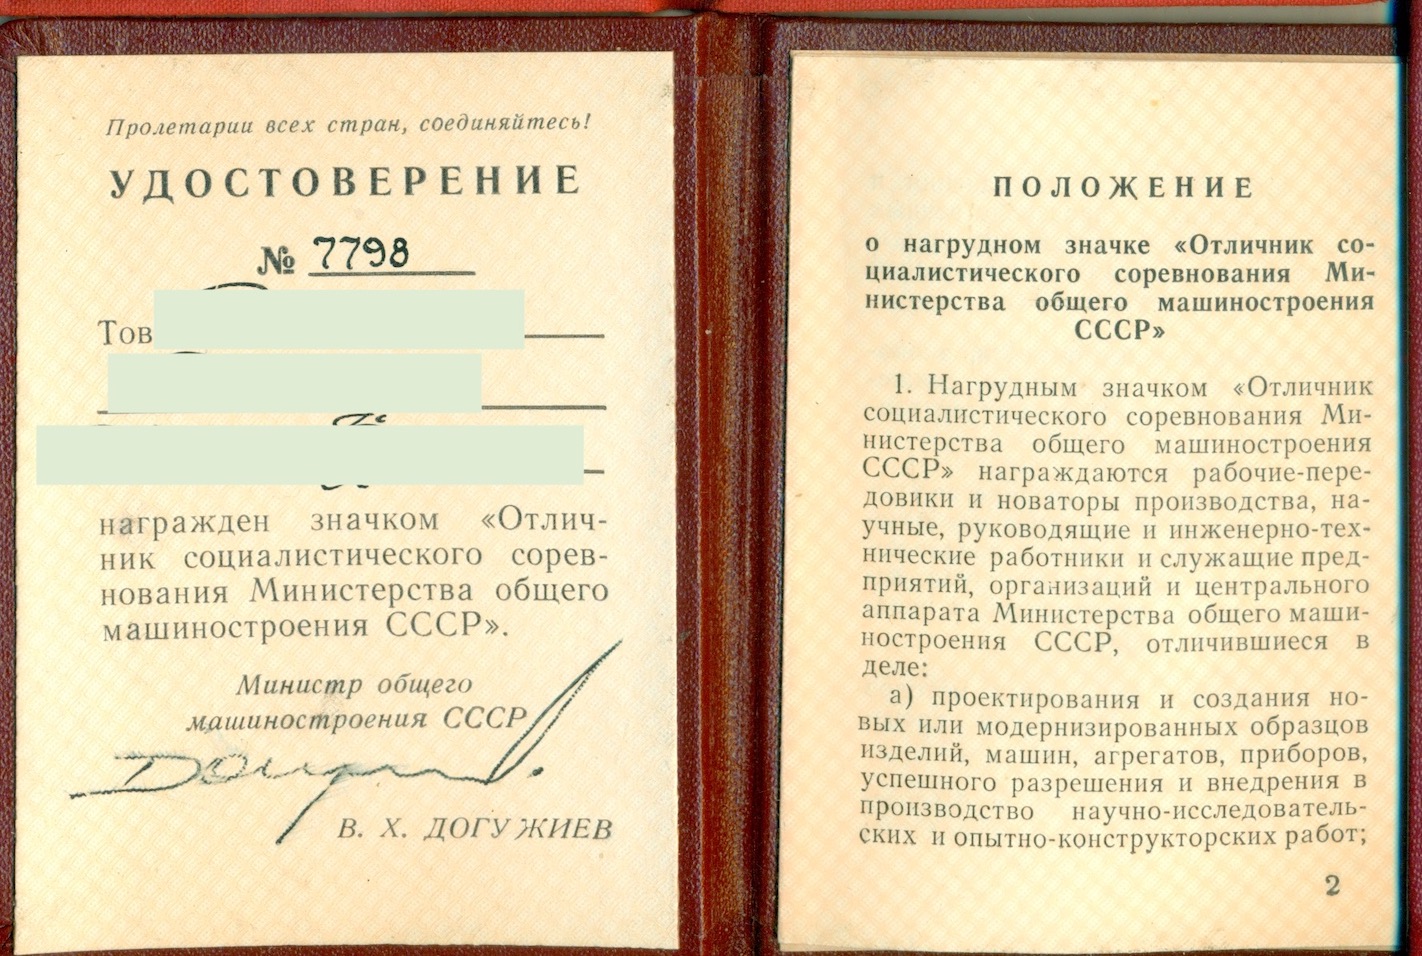 Пролетарии всех стран, соединяйтесь!
УДОСТОВЕРЕНИЕ
№ 7798
Тов
награжден значком «Отлич-
ник социалистического сорев-
нования Министерства общего
машиностроения СССР».
Министр общего
машиностроения СССР
В. Х. ДОГУЖИЕВ
ПОЛОЖЕНИЕ
о нагрудном значке «Отличник со-
циалистического соревнования Ми-
нистерства общего машиностроения
СССР»
1. Нагрудным значком «Отличник
социалистического соревнования Ми-
нистерства общего машиностроения
СССР» награждаются рабочие-пере-
довики и новаторы производства, на-
учные, руководящие и инженерно-тех-
нические работники и служащие пред-
приятий, организаций и центрального
аппарата Министерства общего маши-
ностроения СССР, отличившиеся в
деле:
а) проектирования и создания но-
вых или модернизированных образцов
изделий, машин, агрегатов, приборов,
успешного разрешения и внедрения в
производство научно-исследователь-
ских и опытно-конструкторских работ;
2